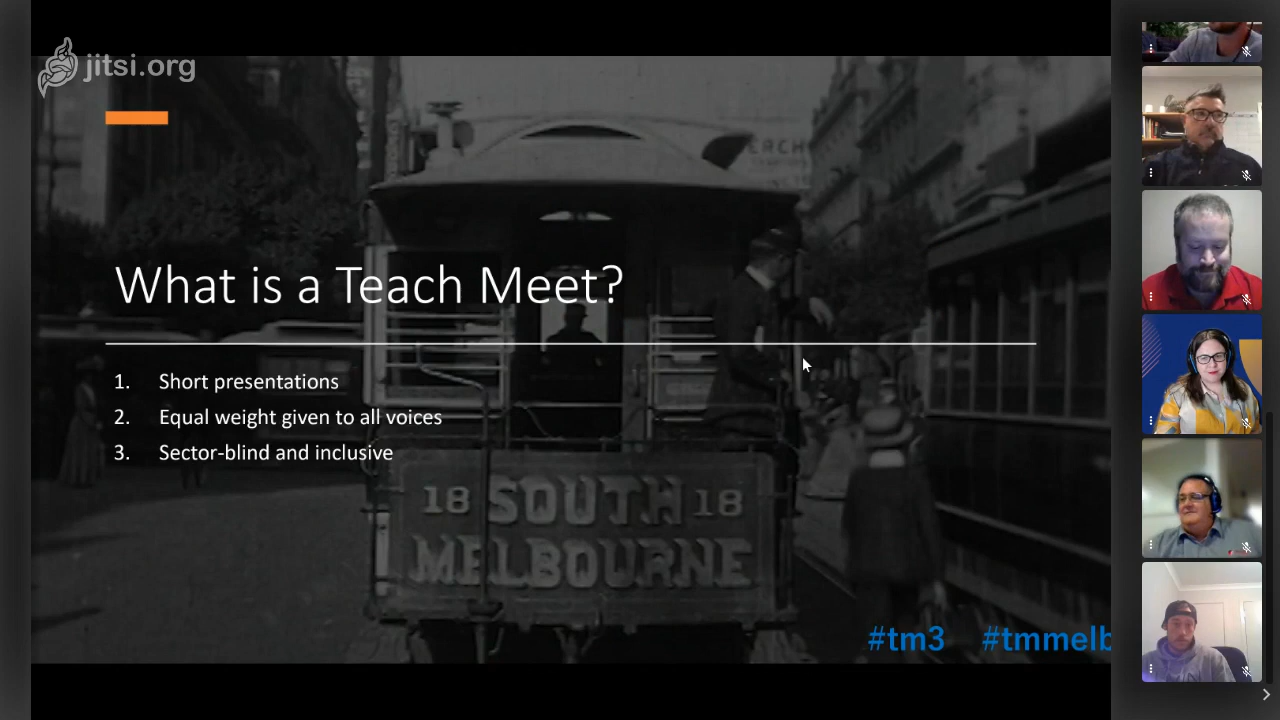 jitsi.org
EACH
What is a Teach Meet?
1. Short presentations
2. Equal weight given to all voices
3. Sector-blind and inclusive
18 SOUTH 18
MELBOURNE
#tm3 #tmmelb